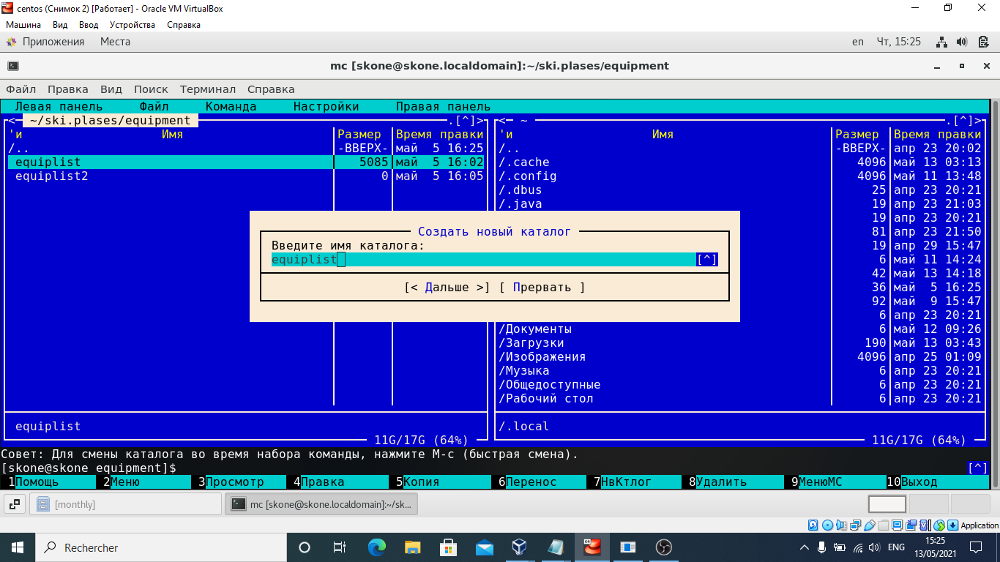 centos (Снимок 2) [Работает] - Oracle VM VirtualBox
Машина Вид Ввод Устройства Справка
Приложения Места en Чт, 15:25
mc [skone@skone.localdomain]:~/ski.plases/equipment
Файл Правка Вид Поиск Терминал Справка
Левая панель Файл Команда Настройки Правая панель
<─ ~/ski.plases/equipment .[^]> <─ ~ .[^]>
'и Имя Размер Время правки 'и Имя Размер Время правки
/.. -ВВЕРХ- май 5 16:25 /.. -ВВЕРХ- апр 23 20:02
equiplist 5085 май 5 16:02 /.cache 4096 май 13 03:13
equiplist2 0 май 5 16:05 /.config 4096 май 11 13:48
/.dbus 25 апр 23 20:21
/.java 19 апр 23 21:03
19 апр 23 20:21
Создать новый каталог 81 апр 23 21:50
Введите имя каталога: 19 апр 29 15:47
equiplist [^] 6 май 11 14:24
42 май 13 14:18
[< Дальше >] [ Прервать ] 36 май 5 16:25
92 май 9 15:47
6 апр 23 20:21
/Документы 6 май 12 09:26
/Загрузки 190 май 13 03:43
/Изображения 4096 апр 25 01:09
/Музыка 6 апр 23 20:21
/Общедоступные 6 апр 23 20:21
/Рабочий стол 6 апр 23 20:21
equiplist /.local
11G/17G (64%) 11G/17G (64%)
Совет: Для смены каталога во время набора команды, нажмите M-c (быстрая смена).
[skone@skone equipment]$ [^]
1Помощь 2Меню 3Просмотр 4Правка 5Копия 6Перенос 7НвКтлог 8Удалить 9МенюMC 10Выход
[monthly] mc [skone@skone.localdomain]:~/sk...
Application
Rechercher ENG 15:25
13/05/2021